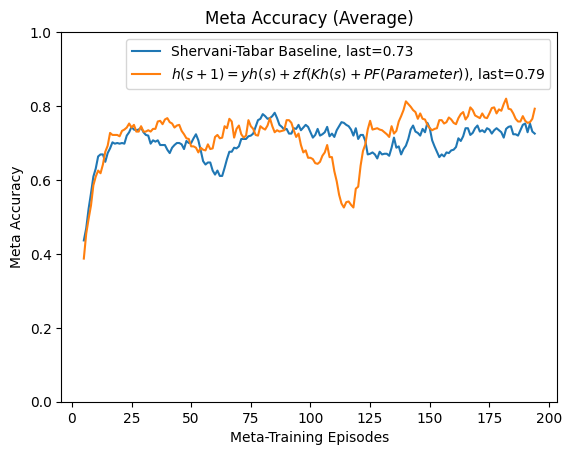 Meta Accuracy (Average)
Shervani-Tabar Baseline, last=0.73
h(s + 1) = yh(s) + zf(Kh(s) + PF(Parameter)), last=0.79
1.0
0.8
0.6
0.4
0.2
0.0
Meta Accuracy
0 25 50 75 100 125 150 175 200
Meta-Training Episodes